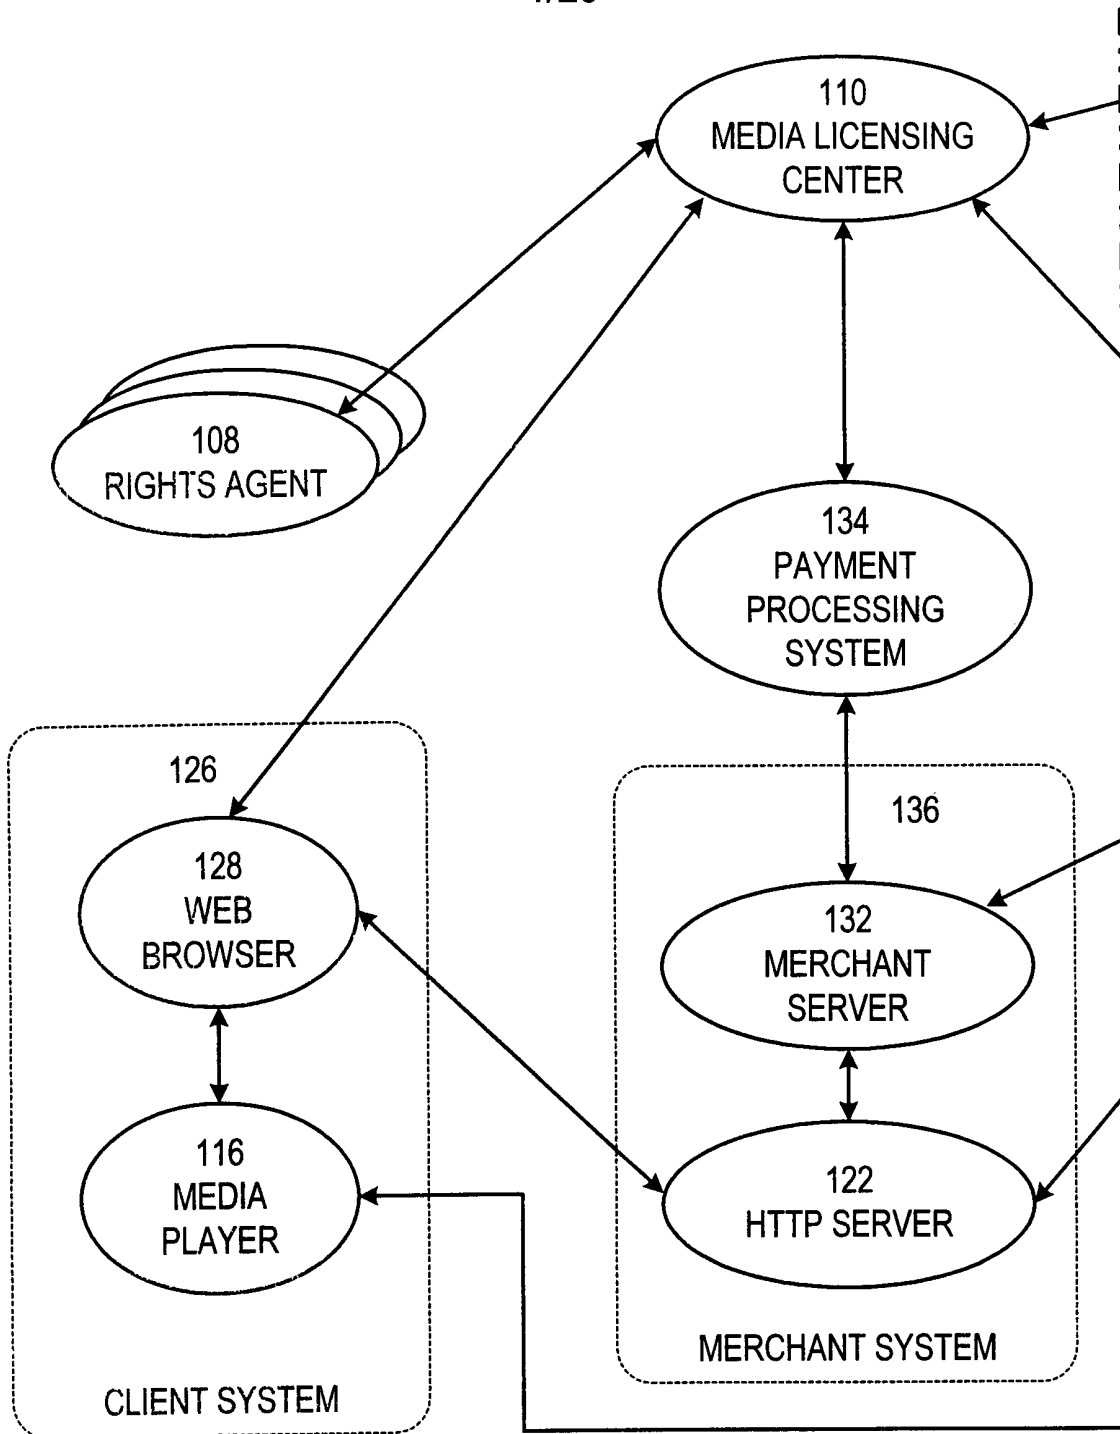 110
MEDIA LICENSING
CENTER
108
RIGHTS AGENT
134
PAYMENT
PROCESSING
SYSTEM
126
136
128
WEB
BROWSER
132
MERCHANT
SERVER
116
MEDIA
PLAYER
122
HTTP SERVER
MERCHANT SYSTEM
CLIENT SYSTEM